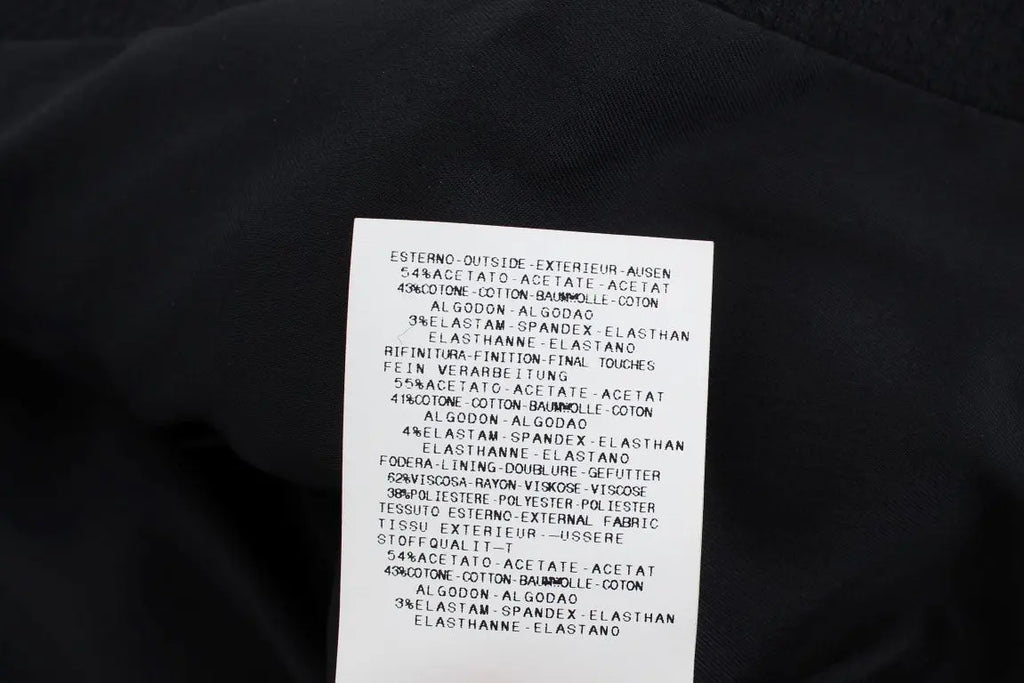 ESTERNO-OUTSIDE-EXTERIEUR-AUSEN
54%ACETATO-ACETATE-ACETAT
43%COTONE-COTTON-BAUMWOLLE-COTON
ALGODON-ALGODAO
3%ELASTAM-SPANDEX-ELASTHAN
ELASTHANNE-ELASTANO
RIFINITURA-FINITION-FINAL TOUCHES
FEIN VERARBEITUNG
55%ACETATO-ACETATE-ACETAT
41%COTONE-COTTON-BAUMWOLLE-COTON
ALGODON-ALGODAO
4%ELASTAM-SPANDEX-ELASTHAN
ELASTHANNE-ELASTANO
FODERA-LINING-DOUBLURE-GEFUTTER
62%VISCOSA-RAYON-VISKOSE-VISCOSE
38%POLIESTERE-POLYESTER-POLIESTER
TESSUTO ESTERNO-EXTERNAL FABRIC
TISSU EXTERIEUR-—USSERE
STOFFQUALIT—T
54%ACETATO-ACETATE-ACETAT
43%COTONE-COTTON-BAUMWOLLE-COTON
ALGODON-ALGODAO
3%ELASTAM-SPANDEX-ELASTHAN
ELASTHANNE-ELASTANO